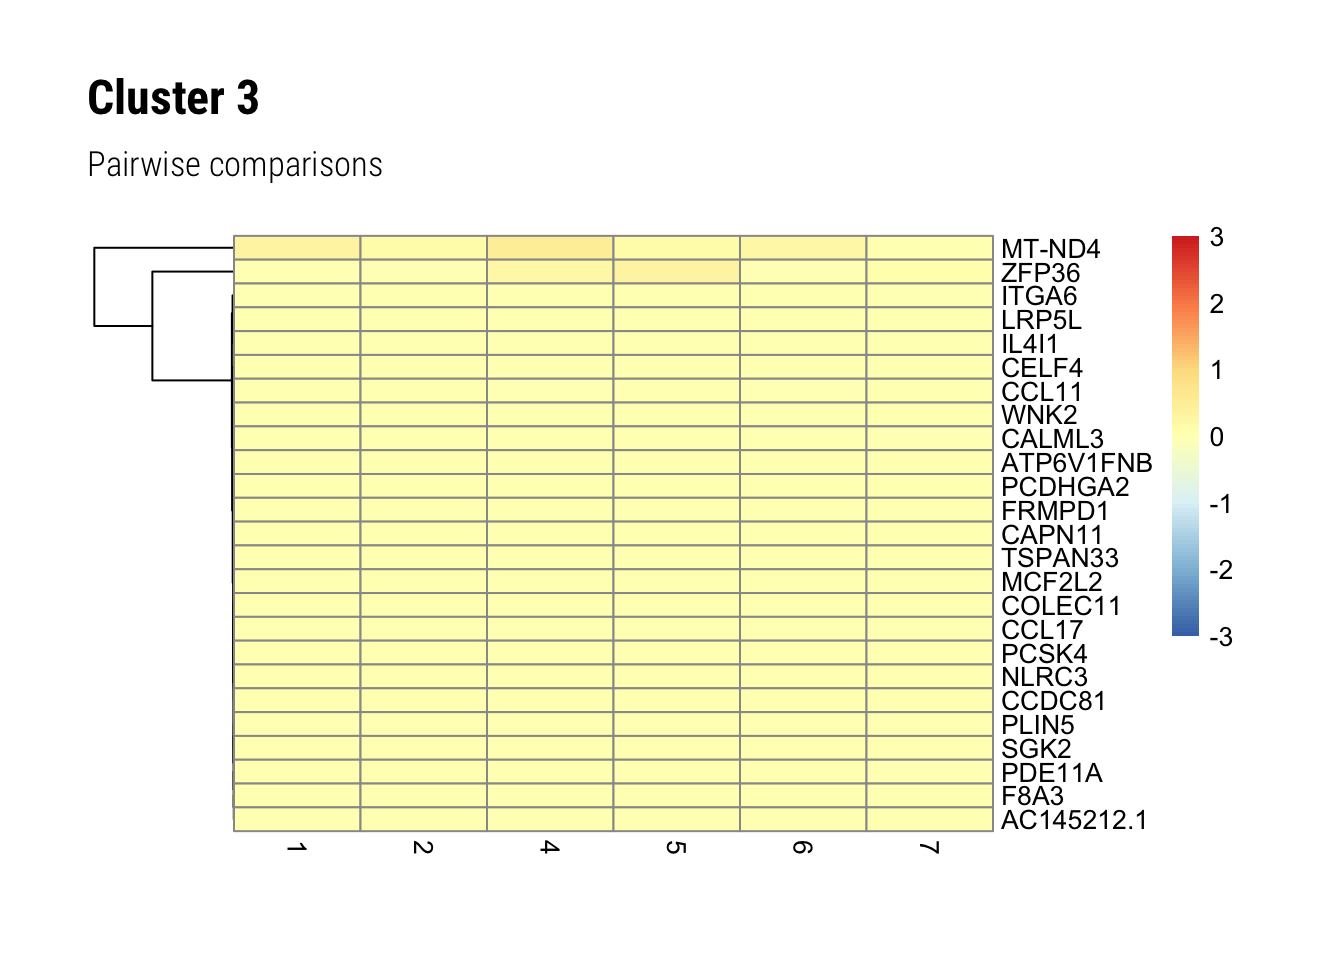 Cluster 3
Pairwise comparisons
MT-ND4
ZFP36
ITGA6
LRP5L
IL4I1
CELF4
CCL11
WNK2
CALML3
ATP6V1FNB
PCDHGA2
FRMPD1
CAPN11
TSPAN33
MCF2L2
COLEC11
CCL17
PCSK4
NLRC3
CCDC81
PLIN5
SGK2
PDE11A
F8A3
AC145212.1
1 2 4 5 6 7
3
2
1
0
-1
-2
-3